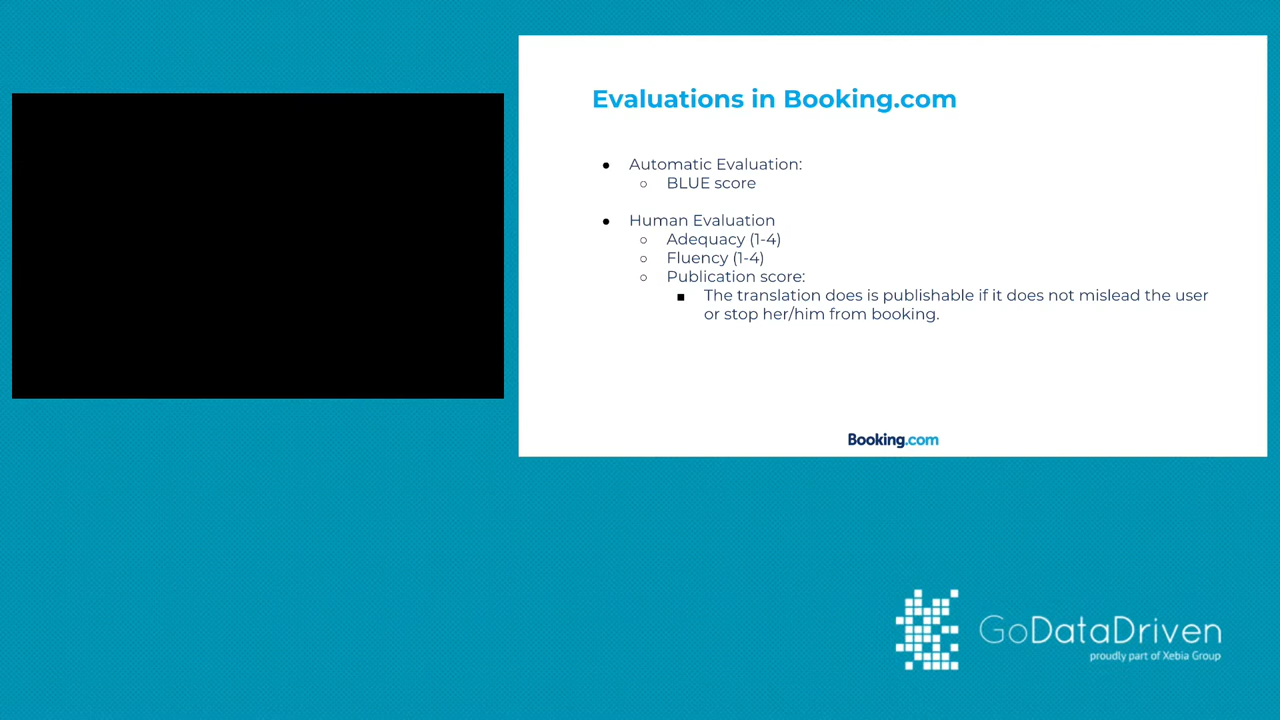 Evaluations in Booking.com
Automatic Evaluation:
BLUE score
Human Evaluation
Adequacy (1-4)
Fluency (1-4)
Publication score:
The translation does is publishable if it does not mislead the user
or stop her/him from booking.
Booking.com
GoDataDriven
proudly part of Xebia Group